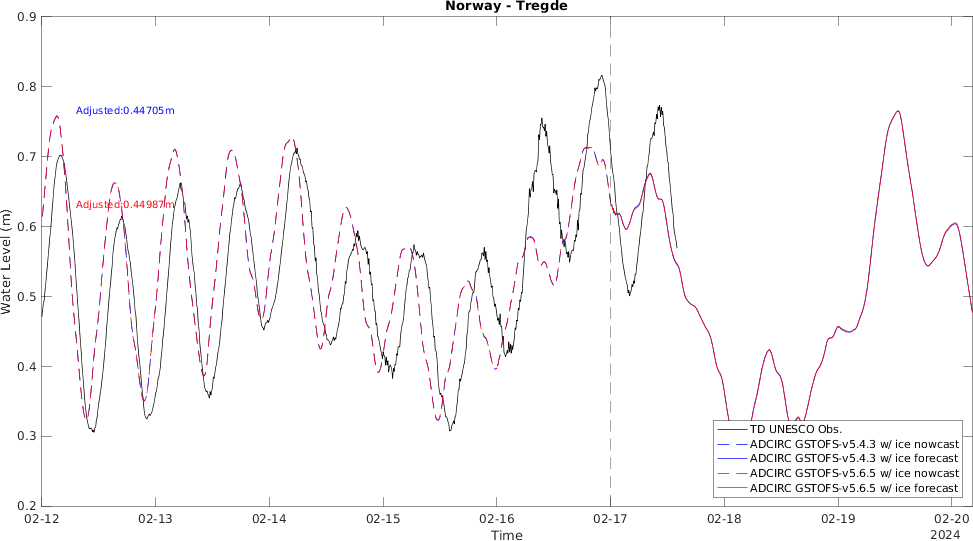 Norway - Tregde
0.9
0.8
0.7
0.6
0.5
0.4
0.3
0.2
Water Level (m)
Adjusted:0.44705m
Adjusted:0.44987m
TD UNESCO Obs.
ADCIRC GSTOFS-v5.4.3 w/ ice nowcast
ADCIRC GSTOFS-v5.4.3 w/ ice forecast
ADCIRC GSTOFS-v5.6.5 w/ ice nowcast
ADCIRC GSTOFS-v5.6.5 w/ ice forecast
02-12 02-13 02-14 02-15 02-16 02-17 02-18 02-19 02-20
Time 2024